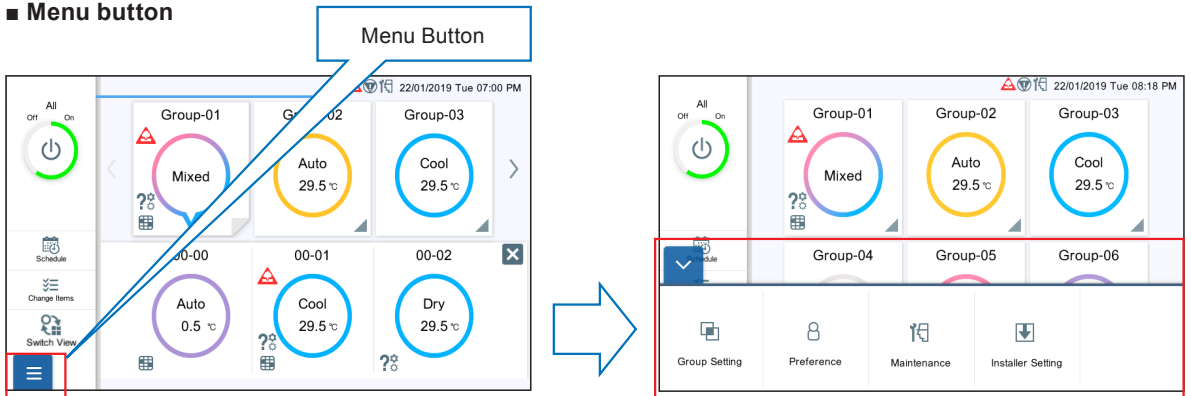 ■ Menu button
Menu Button
22/01/2019 Tue 07:00 PM
All
Off On
Group-01
Mixed
Group-02
Auto
29.5 ℃
Group-03
Cool
29.5 ℃
Schedule
Change Items
Switch View
00-00
Auto
0.5 ℃
00-01
Cool
29.5 ℃
00-02
Dry
29.5 ℃
22/01/2019 Tue 08:18 PM
All
Off On
Group-01
Mixed
Group-02
Auto
29.5 ℃
Group-03
Cool
29.5 ℃
Schedule
Group-04
Group-05
Group-06
Group Setting
Preference
Maintenance
Installer Setting